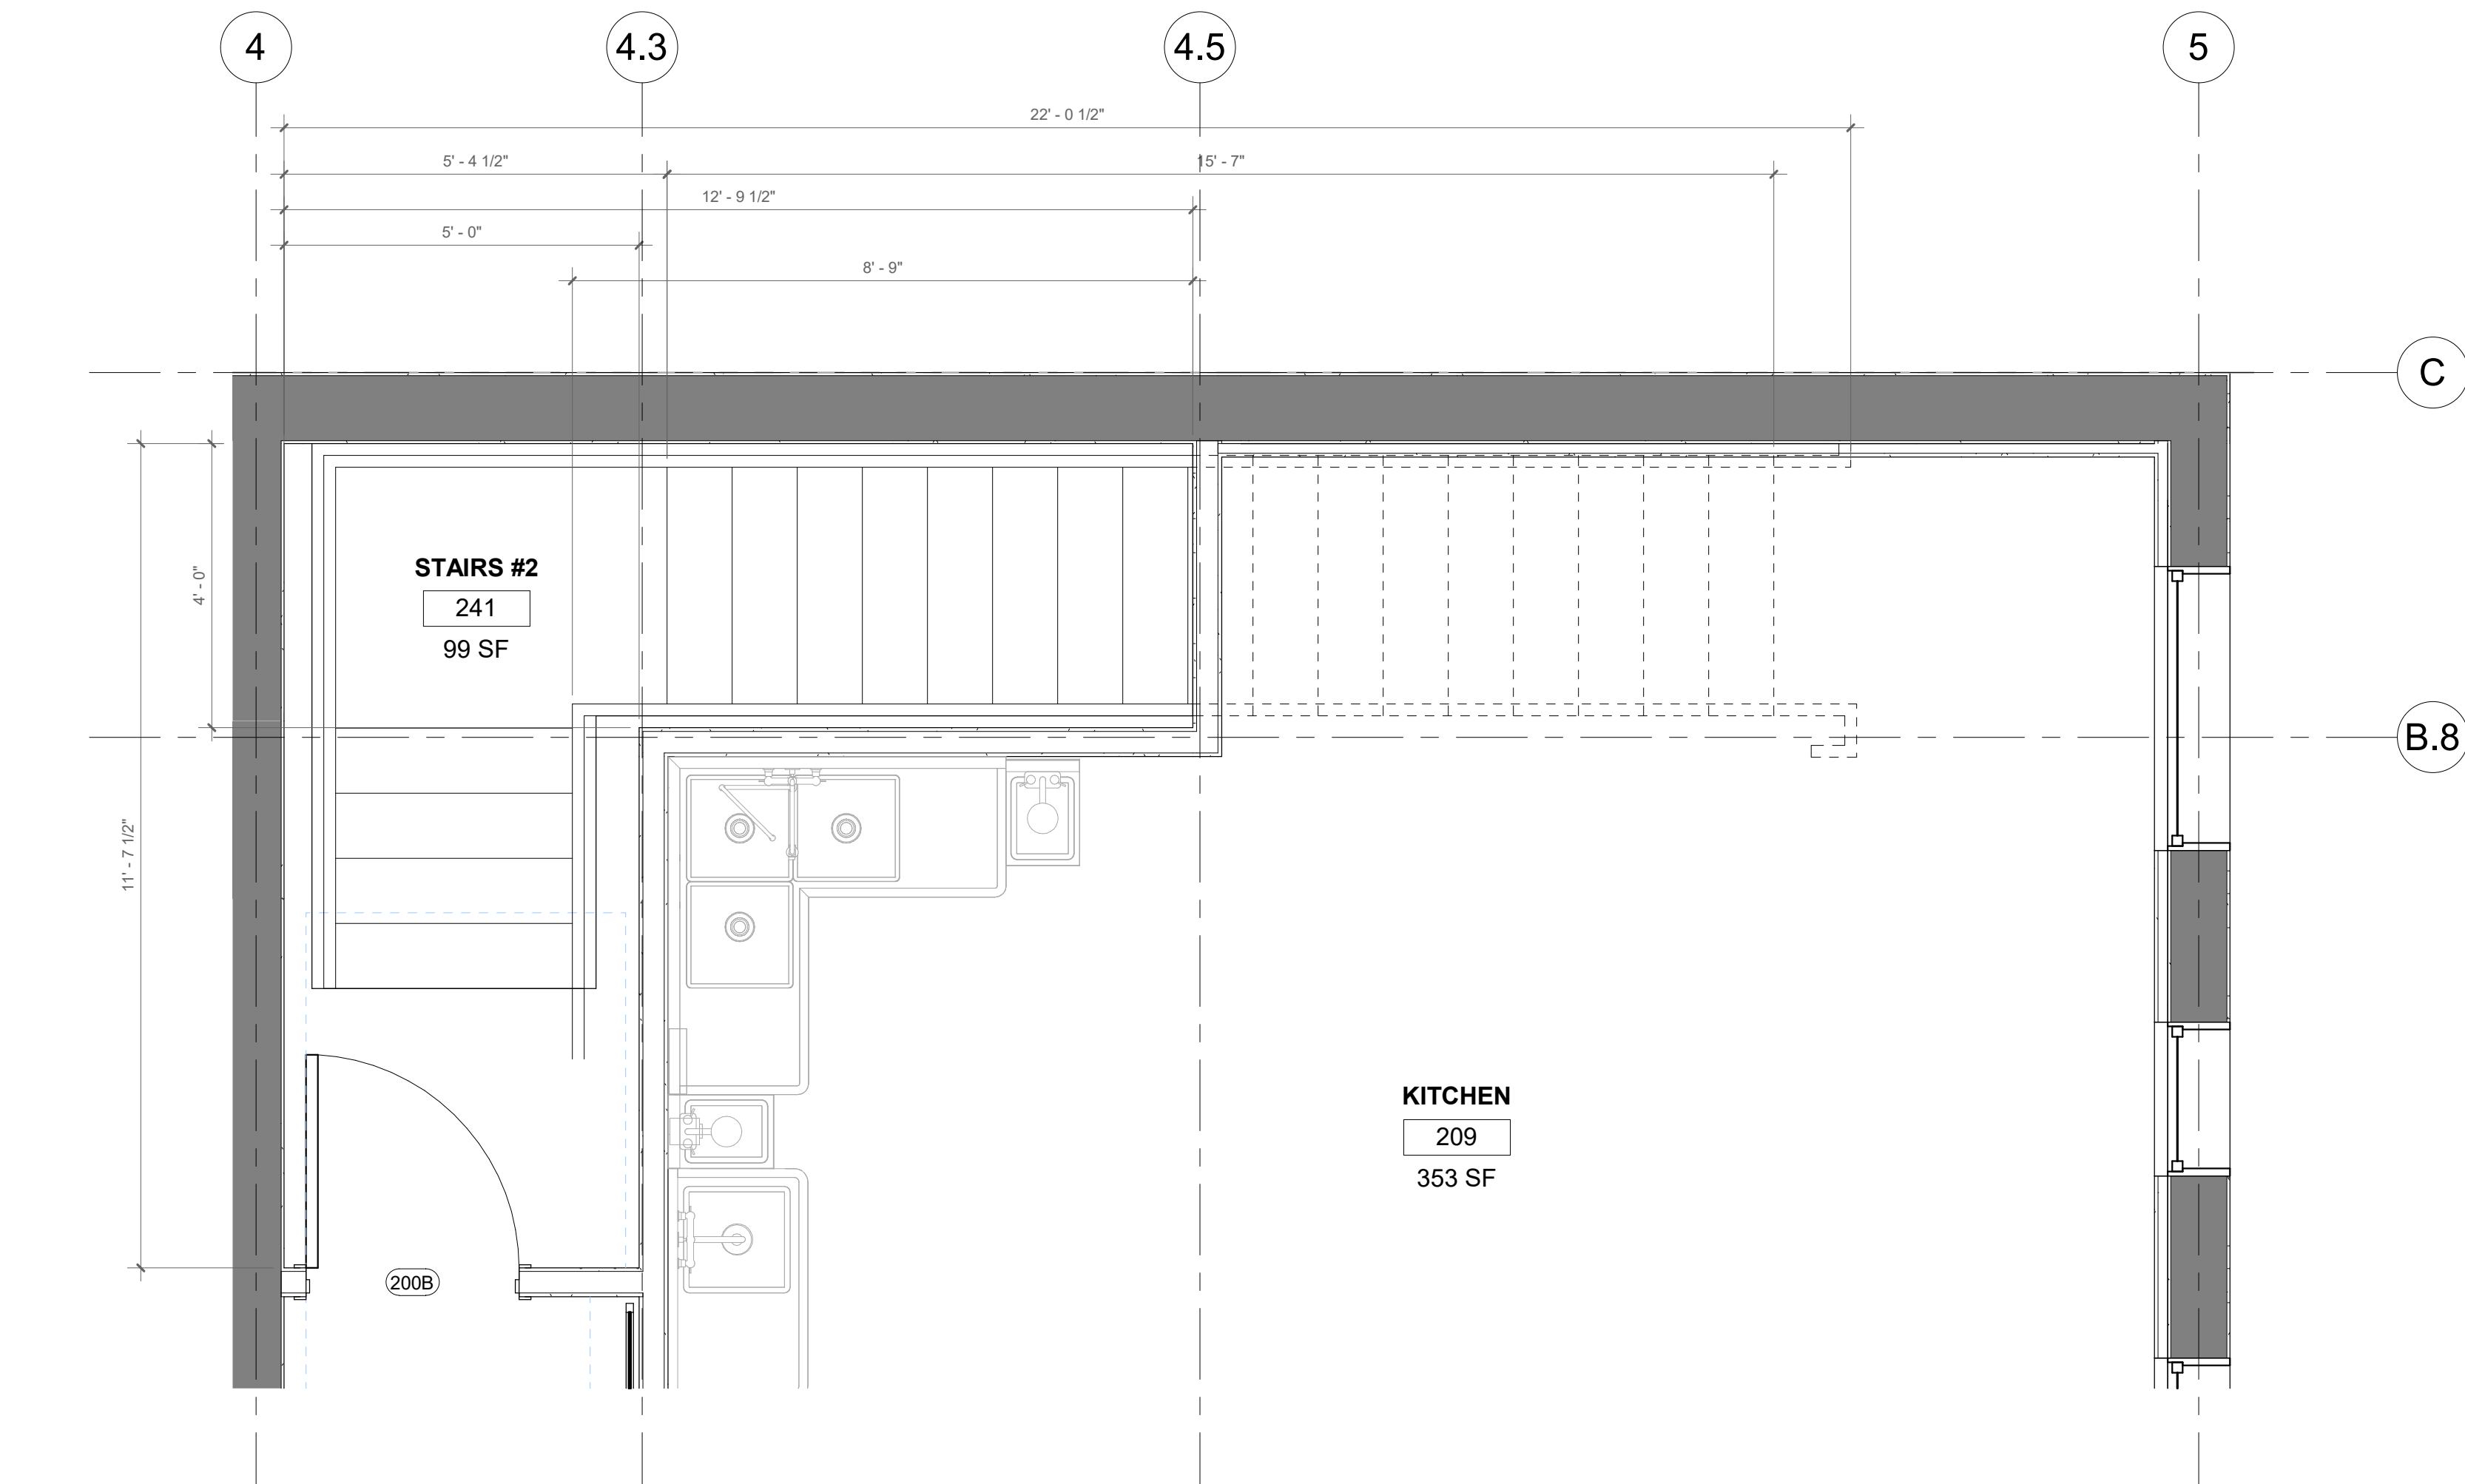 4
4.3
4.5
5
22' - 0 1/2"
5' - 4 1/2"
15' - 7"
12' - 9 1/2"
5' - 0"
8' - 9"
C
4' - 0"
STAIRS #2
241
99 SF
B.8
11' - 7 1/2"
KITCHEN
209
353 SF
200B